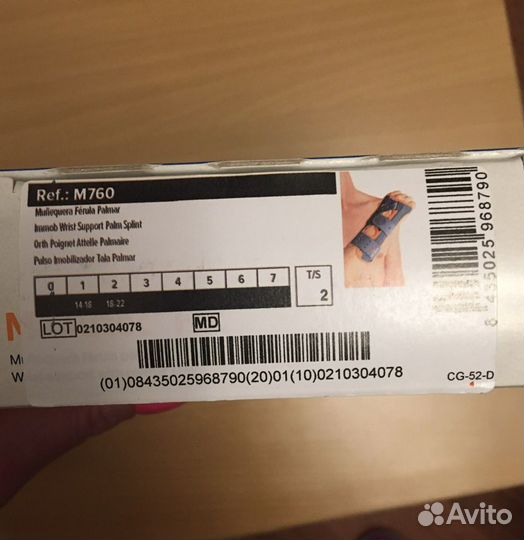 Ref.: M760
Muñequera Férula Palmar
Immob Wrist Support Palm Splint
Orth Poignet Attelle Palmaire
Pulso Imobilizador Tala Palmar
0 1 2 3 4 5 6 7 T/S
14-16 18-22 2
LOT 0210304078 MD
(01)08435025968790(20)01(10)0210304078
8 435025 968790
CG-52-D
M
Avito